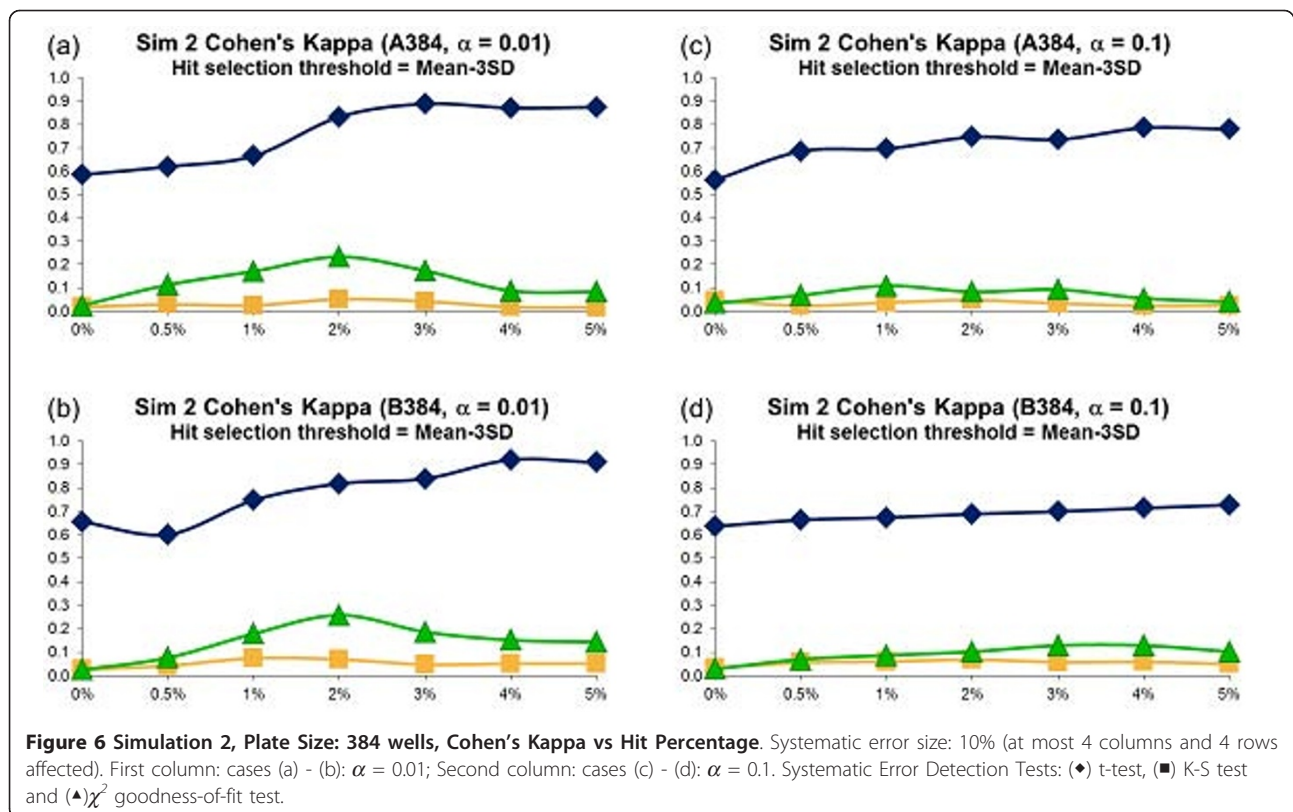 (a)
Sim 2 Cohen's Kappa (A384, α = 0.01)
Hit selection threshold = Mean-3SD
1.0
0.9
0.8
0.7
0.6
0.5
0.4
0.3
0.2
0.1
0.0
0% 0.5% 1% 2% 3% 4% 5%
(c)
Sim 2 Cohen's Kappa (A384, α = 0.1)
Hit selection threshold = Mean-3SD
1.0
0.9
0.8
0.7
0.6
0.5
0.4
0.3
0.2
0.1
0.0
0% 0.5% 1% 2% 3% 4% 5%
(b)
Sim 2 Cohen's Kappa (B384, α = 0.01)
Hit selection threshold = Mean-3SD
1.0
0.9
0.8
0.7
0.6
0.5
0.4
0.3
0.2
0.1
0.0
0% 0.5% 1% 2% 3% 4% 5%
(d)
Sim 2 Cohen's Kappa (B384, α = 0.1)
Hit selection threshold = Mean-3SD
1.0
0.9
0.8
0.7
0.6
0.5
0.4
0.3
0.2
0.1
0.0
0% 0.5% 1% 2% 3% 4% 5%
Figure 6 Simulation 2, Plate Size: 384 wells, Cohen's Kappa vs Hit Percentage. Systematic error size: 10% (at most 4 columns and 4 rows
affected). First column: cases (a) - (b): α = 0.01; Second column: cases (c) - (d): α = 0.1. Systematic Error Detection Tests: (◆) t-test, (■) K-S test
and (▲)χ² goodness-of-fit test.